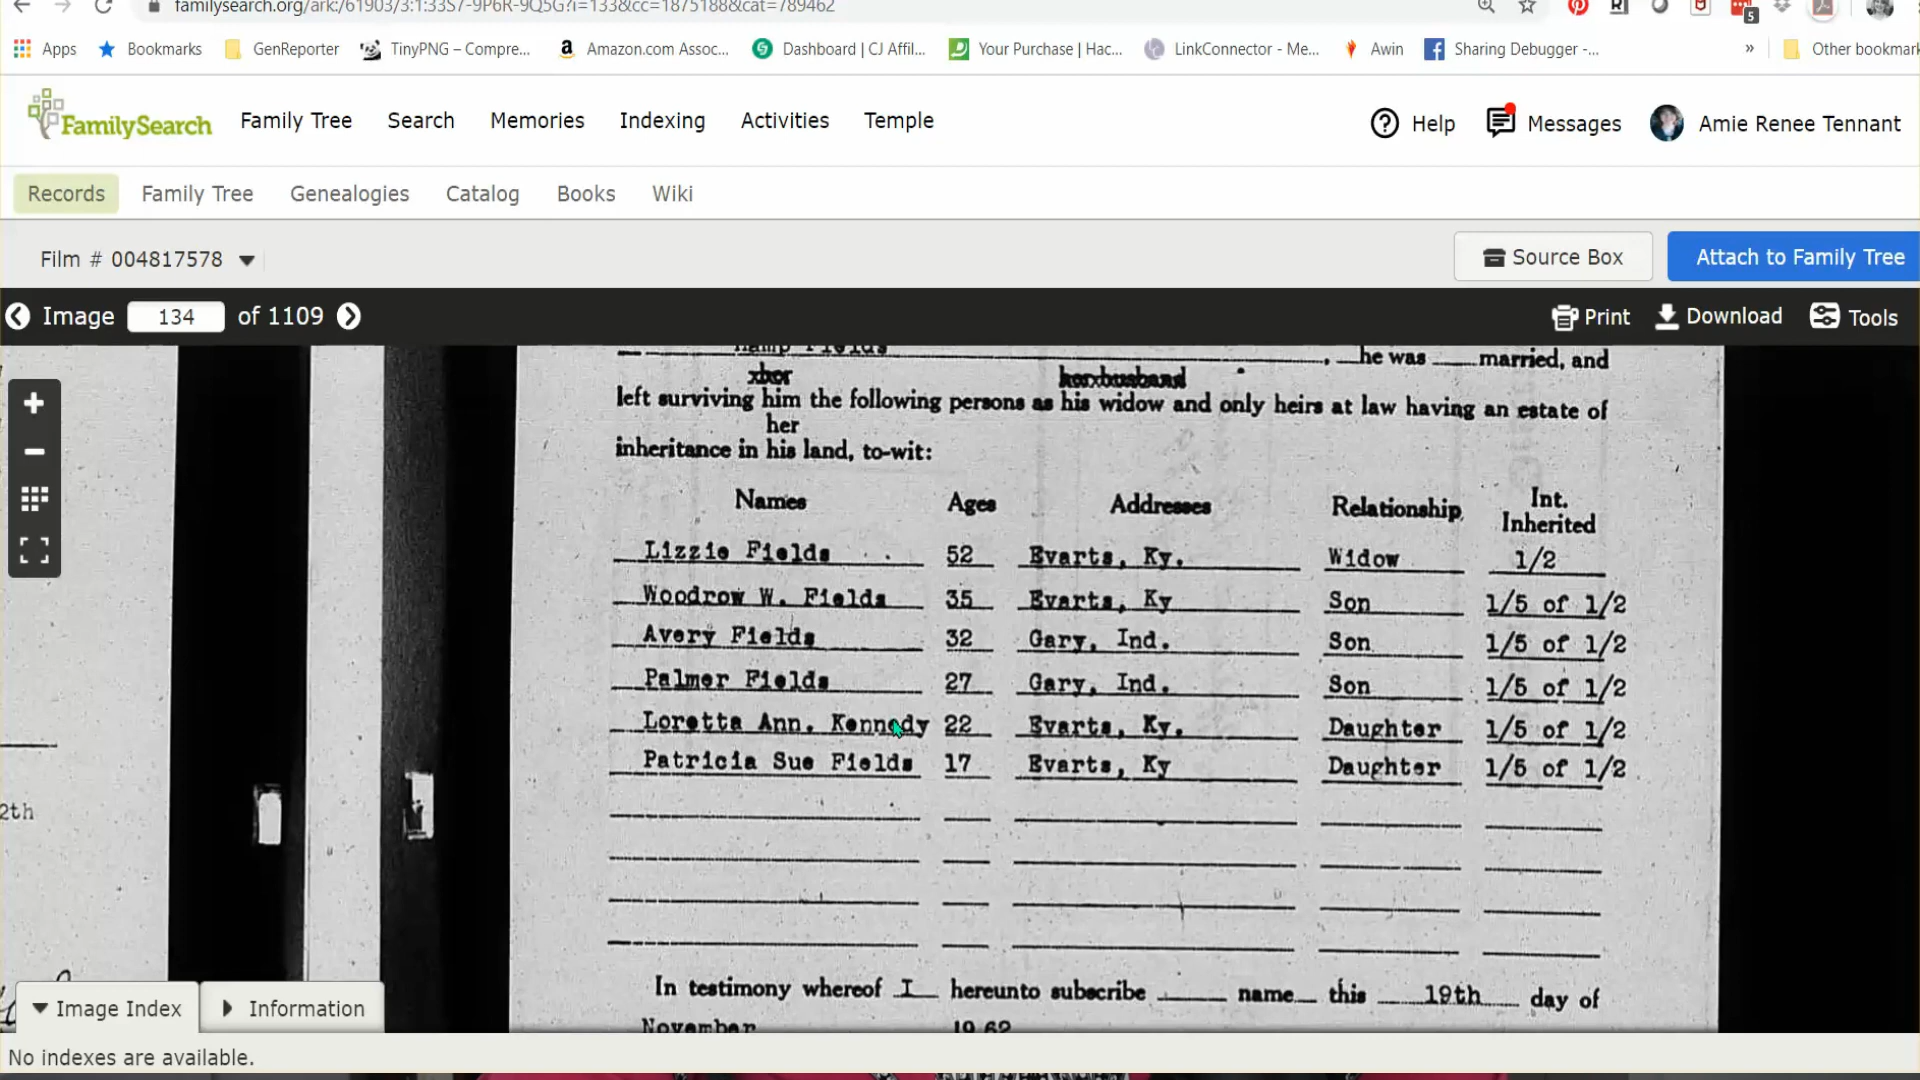 familysearch.org/ark:/61903/3:1:33S7-9P6R-9Q5G?i=133&cc=1875188&cat=789462
5
Apps Bookmarks GenReporter TinyPNG – Compre... Amazon.com Assoc... Dashboard | CJ Affil... Your Purchase | Hac... LinkConnector - Me... Awin Sharing Debugger -... » Other bookmark
FamilySearch Family Tree Search Memories Indexing Activities Temple Help Messages Amie Renee Tennant
Records Family Tree Genealogies Catalog Books Wiki
Film # 004817578 Source Box Attach to Family Tree
Image 134 of 1109 Print Download Tools
Fields , he was married, and
left surviving him the following persons as his widow and only heirs at law having an estate of
her
inheritance in his land, to-wit:
Names Ages Addresses Relationship Int. Inherited
Lizzie Fields 52 Evarts, Ky. Widow 1/2
Woodrow W. Fields 35 Evarts, Ky Son 1/5 of 1/2
Avery Fields 32 Gary, Ind. Son 1/5 of 1/2
Palmer Fields 27 Gary, Ind. Son 1/5 of 1/2
Loretta Ann. Kennedy 22 Evarts, Ky. Daughter 1/5 of 1/2
Patricia Sue Fields 17 Evarts, Ky Daughter 1/5 of 1/2
2th
In testimony whereof I hereunto subscribe name this 19th day of
November 19 62
Image Index Information
No indexes are available.